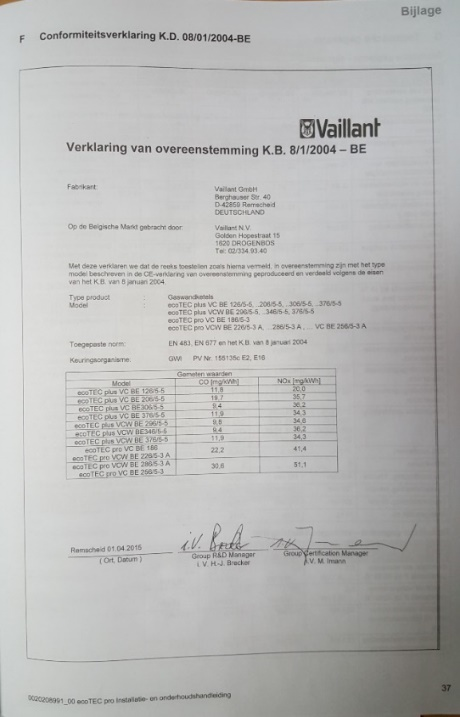 Bijlage
F Conformiteitsverklaring K.D. 08/01/2004-BE
Vaillant
Verklaring van overeenstemming K.B. 8/1/2004 – BE
Fabrikant: Vaillant GmbH
Berghauser Str. 40
D-42859 Remscheid
DEUTSCHLAND
Op de Belgische Markt gebracht door: Vaillant N.V.
Golden Hopestraat 15
1620 DROGENBOS
Tel: 02/334.93.40
Met deze verklaren we dat de reeks toestellen zoals hierna vermeld, in overeenstemming zijn met het type
model beschreven in de CE-verklaring van overeenstemming geproduceerd en verdeeld volgens de eisen
van het K.B. van 8 januari 2004.
Type product : Gaswandketels
Model : ecoTEC plus VC BE 126/5-5, ..206/5-5, ..306/5-5, ..376/5-5
ecoTEC plus VCW BE 296/5-5, ..346/5-5, 376/5-5
ecoTEC pro VC BE 186/5-3
ecoTEC pro VCW BE 226/5-3 A, ...286/5-3 A , ... VC BE 256/5-3 A
Toegepaste norm: EN 483, EN 677 en het K.B. van 8 januari 2004
Keuringsorganisme: GWI PV Nr. 156135c E2, E16
Gemeten waarden
Model CO [mg/kWh] NOx [mg/kWh]
ecoTEC plus VC BE 126/5-5 11,8 20,0
ecoTEC plus VC BE 206/5-5 19,7 35,7
ecoTEC plus VC BE306/5-5 9,4 36,2
ecoTEC plus VC BE 376/5-5 11,9 34,3
ecoTEC plus VCW BE 296/5-5 6,8 34,6
ecoTEC plus VCW BE346/5-5 9,4 36,2
ecoTEC plus VCW BE 376/5-5 11,9 34,3
ecoTEC pro VC BE 186
ecoTEC pro VCW BE 226/5-3 A 22,2 41,4
ecoTEC pro VCW BE 286/5-3 A
ecoTEC pro VC BE 256/5-3 30,6 51,1
Remscheid 01.04.2015
( Ort, Datum )
Group R&D Manager Group Certification Manager
i. V. H.-J. Bracker i.V. M. Imann
37
0020208991_00 ecoTEC pro Installatie- en onderhoudshandleiding